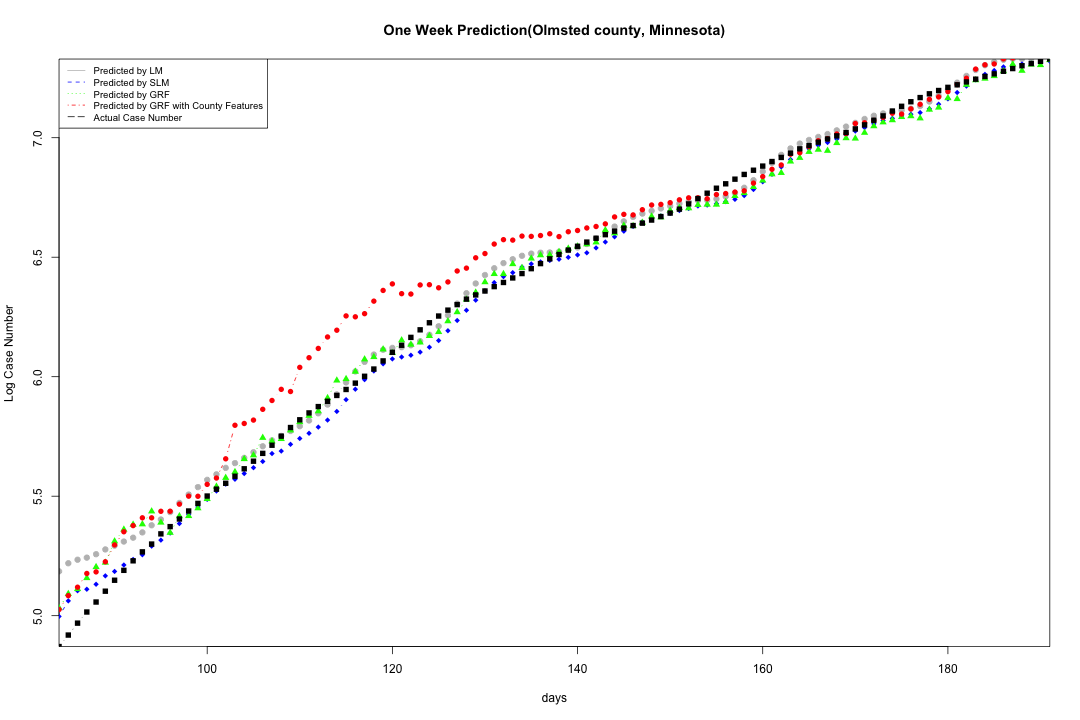 One Week Prediction(Olmsted county, Minnesota)
Predicted by LM
Predicted by SLM
Predicted by GRF
Predicted by GRF with County Features
Actual Case Number
Log Case Number
7.0
6.5
6.0
5.5
5.0
100 120 140 160 180
days